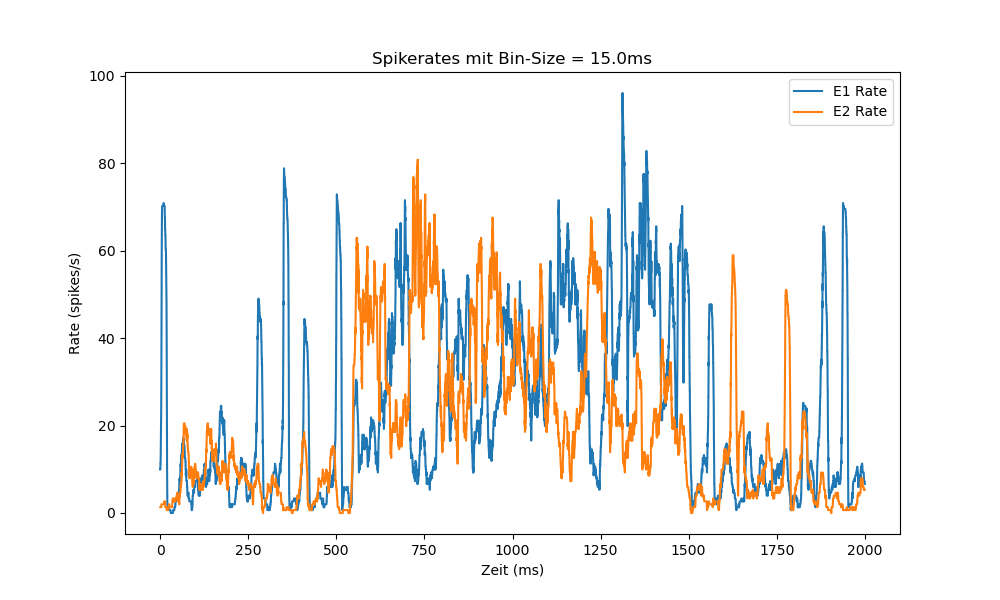 Spikerates mit Bin-Size = 15.0ms
100
80
60
40
20
0
Rate (spikes/s)
E1 Rate
E2 Rate
0 250 500 750 1000 1250 1500 1750 2000
Zeit (ms)